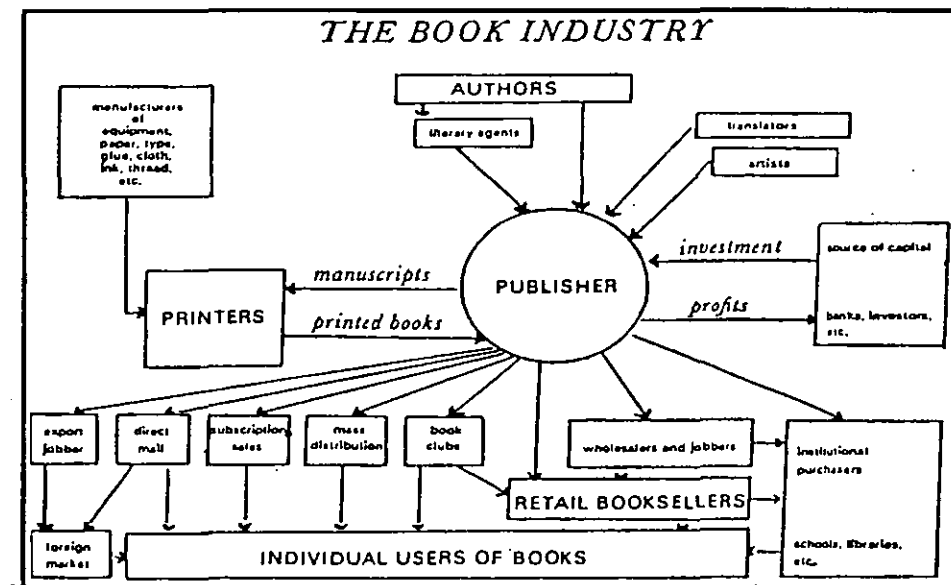 THE BOOK INDUSTRY
AUTHORS
manufacturers
of
equipment,
paper, type,
glue, cloth,
ink, thread,
etc.
literary agents
translators
artists
investment
source of capital
manuscripts
PUBLISHER
PRINTERS
printed books
profits
banks, investors,
etc.
export
jobber
direct
mail
subscription
sales
mass
distribution
book
clubs
wholesalers and jobbers
Institutional
purchasers
RETAIL BOOKSELLERS
foreign
market
INDIVIDUAL USERS OF BOOKS
schools, libraries,
etc.